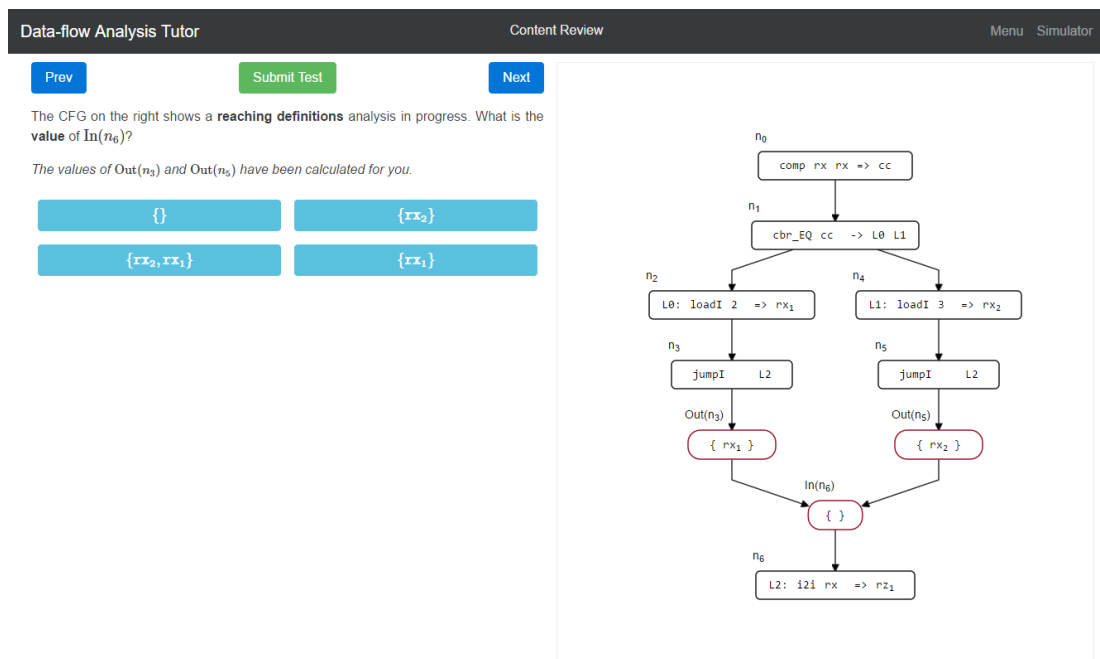 Data-flow Analysis Tutor
Content Review
Menu Simulator
Prev
Submit Test
Next
The CFG on the right shows a reaching definitions analysis in progress. What is the
value of In(n₆)?
The values of Out(n₃) and Out(n₅) have been calculated for you.
{}
{rx₂}
{rx₂, rx₁}
{rx₁}
n₀
comp rx rx => cc
n₁
cbr_EQ cc -> L0 L1
n₂
L0: loadI 2 => rx₁
n₄
L1: loadI 3 => rx₂
n₃
jumpI L2
n₅
jumpI L2
Out(n₃)
{ rx₁ }
Out(n₅)
{ rx₂ }
In(n₆)
{ }
n₆
L2: i2i rx => rz₁